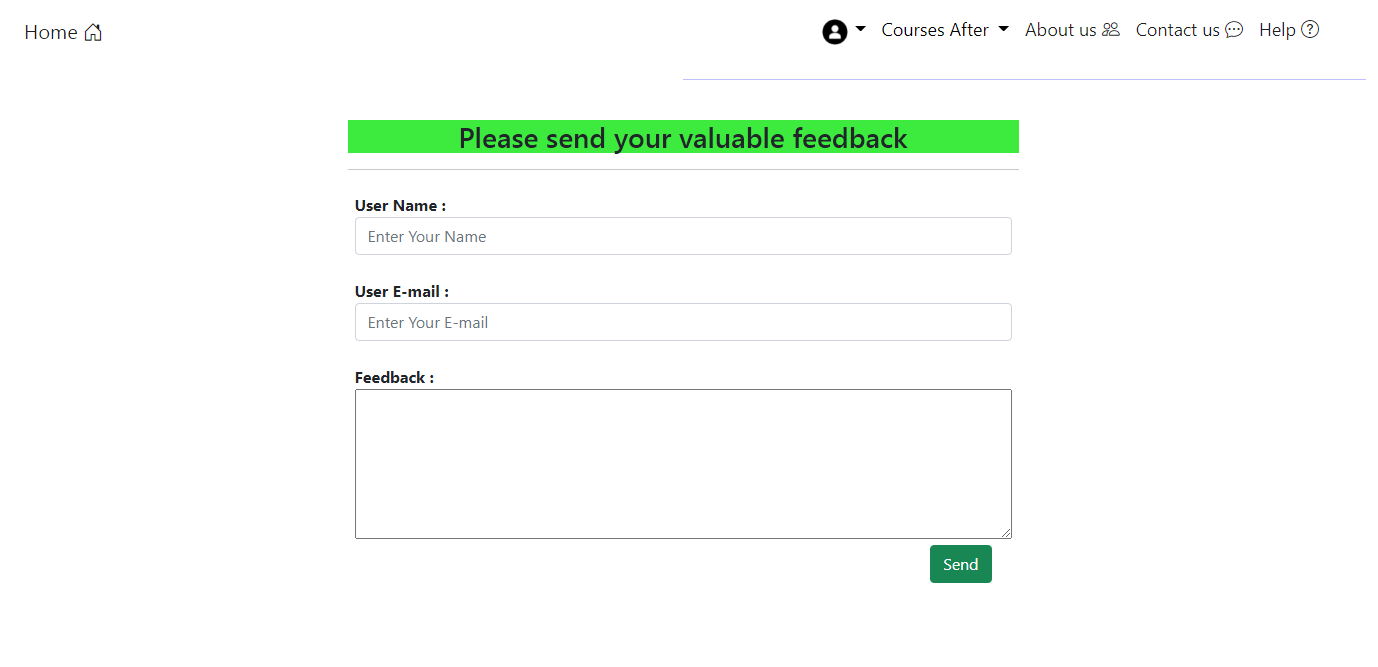 Home
Courses After About us Contact us Help
Please send your valuable feedback
User Name :
Enter Your Name
User E-mail :
Enter Your E-mail
Feedback :
Send